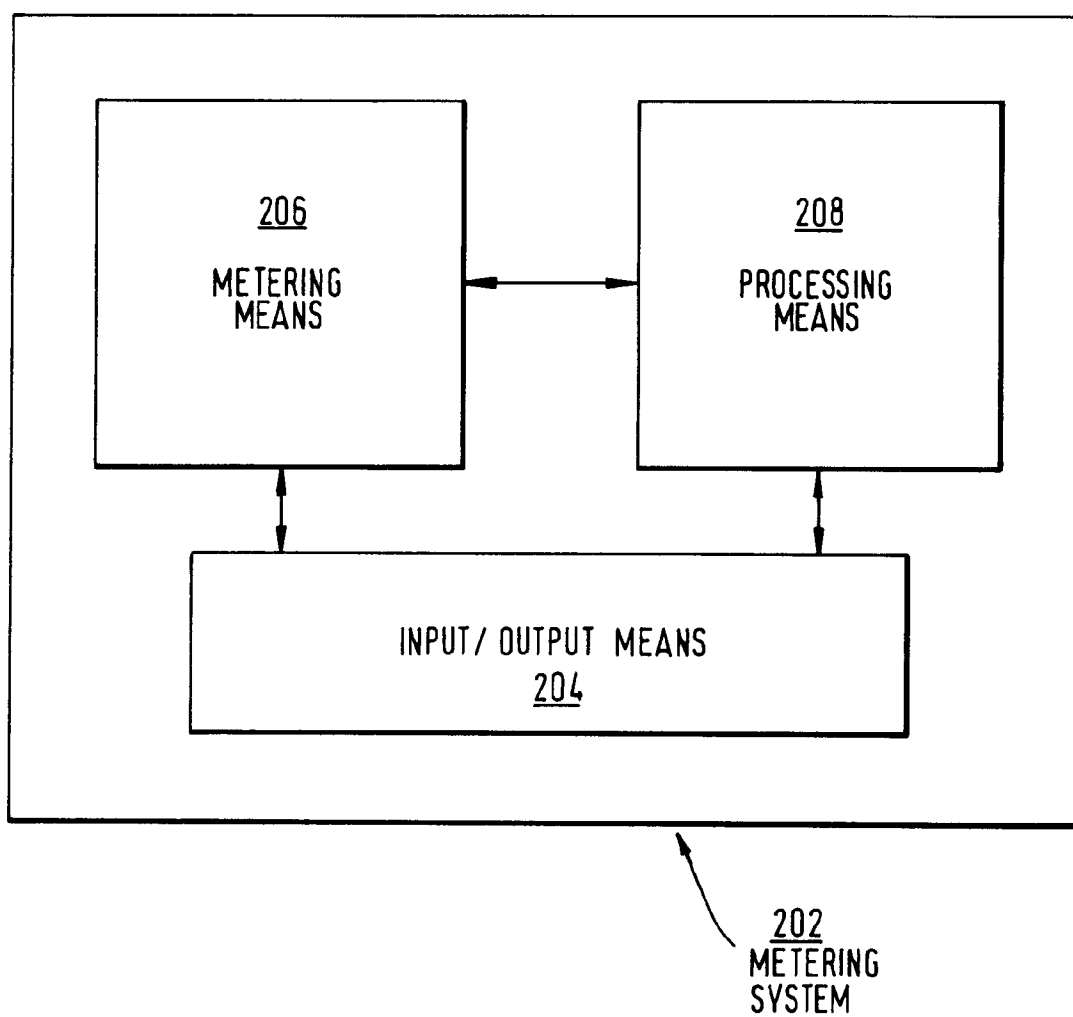 206
METERING
MEANS
208
PROCESSING
MEANS
INPUT/ OUTPUT MEANS
204
202
METERING
SYSTEM